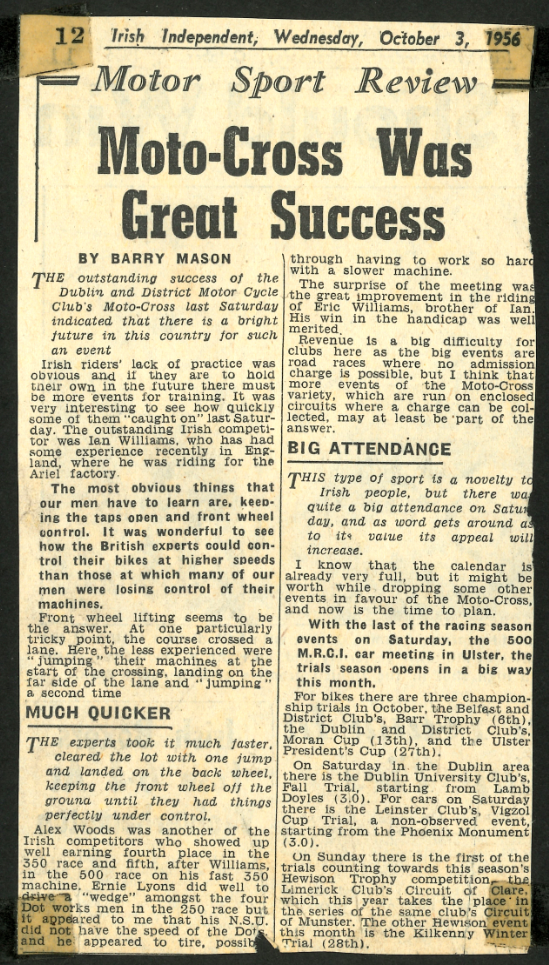 12
Irish Independent, Wednesday, October 3, 1956
Motor Sport Review
Moto-Cross Was
Great Success
BY BARRY MASON
THE outstanding success of the
Dublin and District Motor Cycle
Club's Moto-Cross last Saturday
indicated that there is a bright
future in this country for such
an event
Irish riders' lack of practice was
obvious and if they are to hold
their own in the future there must
be more events for training. It was
very interesting to see how quickly
some of them "caught on" last Satur-
day. The outstanding Irish competi-
tor was Ian Williams, who has had
some experience recently in Eng-
land, where he was riding for the
Ariel factory
The most obvious things that
our men have to learn are, keep-
ing the taps open and front wheel
control. It was wonderful to see
how the British experts could con-
trol their bikes at higher speeds
than those at which many of our
men were losing control of their
machines.
Front wheel lifting seems to be
the answer. At one particularly
tricky point, the course crossed a
lane. Here the less experienced were
"jumping" their machines at the
start of the crossing, landing on the
far side of the lane and "jumping"
a second time
MUCH QUICKER
THE experts took it much faster,
cleared the lot with one jump
and landed on the back wheel,
keeping the front wheel off the
ground until they had things
perfectly under control.
Alex Woods was another of the
Irish competitors who showed up
well earning fourth place in the
350 race and fifth, after Williams,
in the 500 race on his fast 350
machine. Ernie Lyons did well to
drive a "wedge" amongst the four
Dot works men in the 250 race but
it appeared to me that his N.S.U.
did not have the speed of the Dots
and he appeared to tire, possib
through having to work so hard
with a slower machine.
The surprise of the meeting was
the great improvement in the riding
of Eric Williams, brother of Ian.
His win in the handicap was well
merited
Revenue is a big difficulty for
clubs here as the big events are
road races where no admission
charge is possible, but I think that
more events of the Moto-Cross
variety, which are run on enclosed
circuits where a charge can be col-
lected, may at least be part of the
answer.
BIG ATTENDANCE
THIS type of sport is a novelty to
Irish people, but there was
quite a big attendance on Satur
day, and as word gets around as
to its value its appeal will
increase.
I know that the calendar is
already very full, but it might be
worth while dropping some other
events in favour of the Moto-Cross,
and now is the time to plan.
With the last of the racing season
events on Saturday, the 500
M.R.C.I. car meeting in Ulster, the
trials season opens in a big way
this month.
For bikes there are three champion-
ship trials in October, the Belfast and
District Club's, Barr Trophy (6th),
the Dublin and District Club's,
Moran Cup (13th), and the Ulster
President's Cup (27th).
On Saturday in the Dublin area
there is the Dublin University Club's,
Fall Trial, starting from Lamb
Doyles (3.0). For cars on Saturday
there is the Leinster Club's, Vigzol
Cup Trial, a non-observed event,
starting from the Phoenix Monument
(3.0).
On Sunday there is the first of the
trials counting towards this season's
Hewison Trophy competition, the
Limerick Club's Circuit of Clare,
which this year takes the place in
the series of the same club's Circuit
of Munster. The other Hewison event
this month is the Kilkenny Winter
Trial (28th).